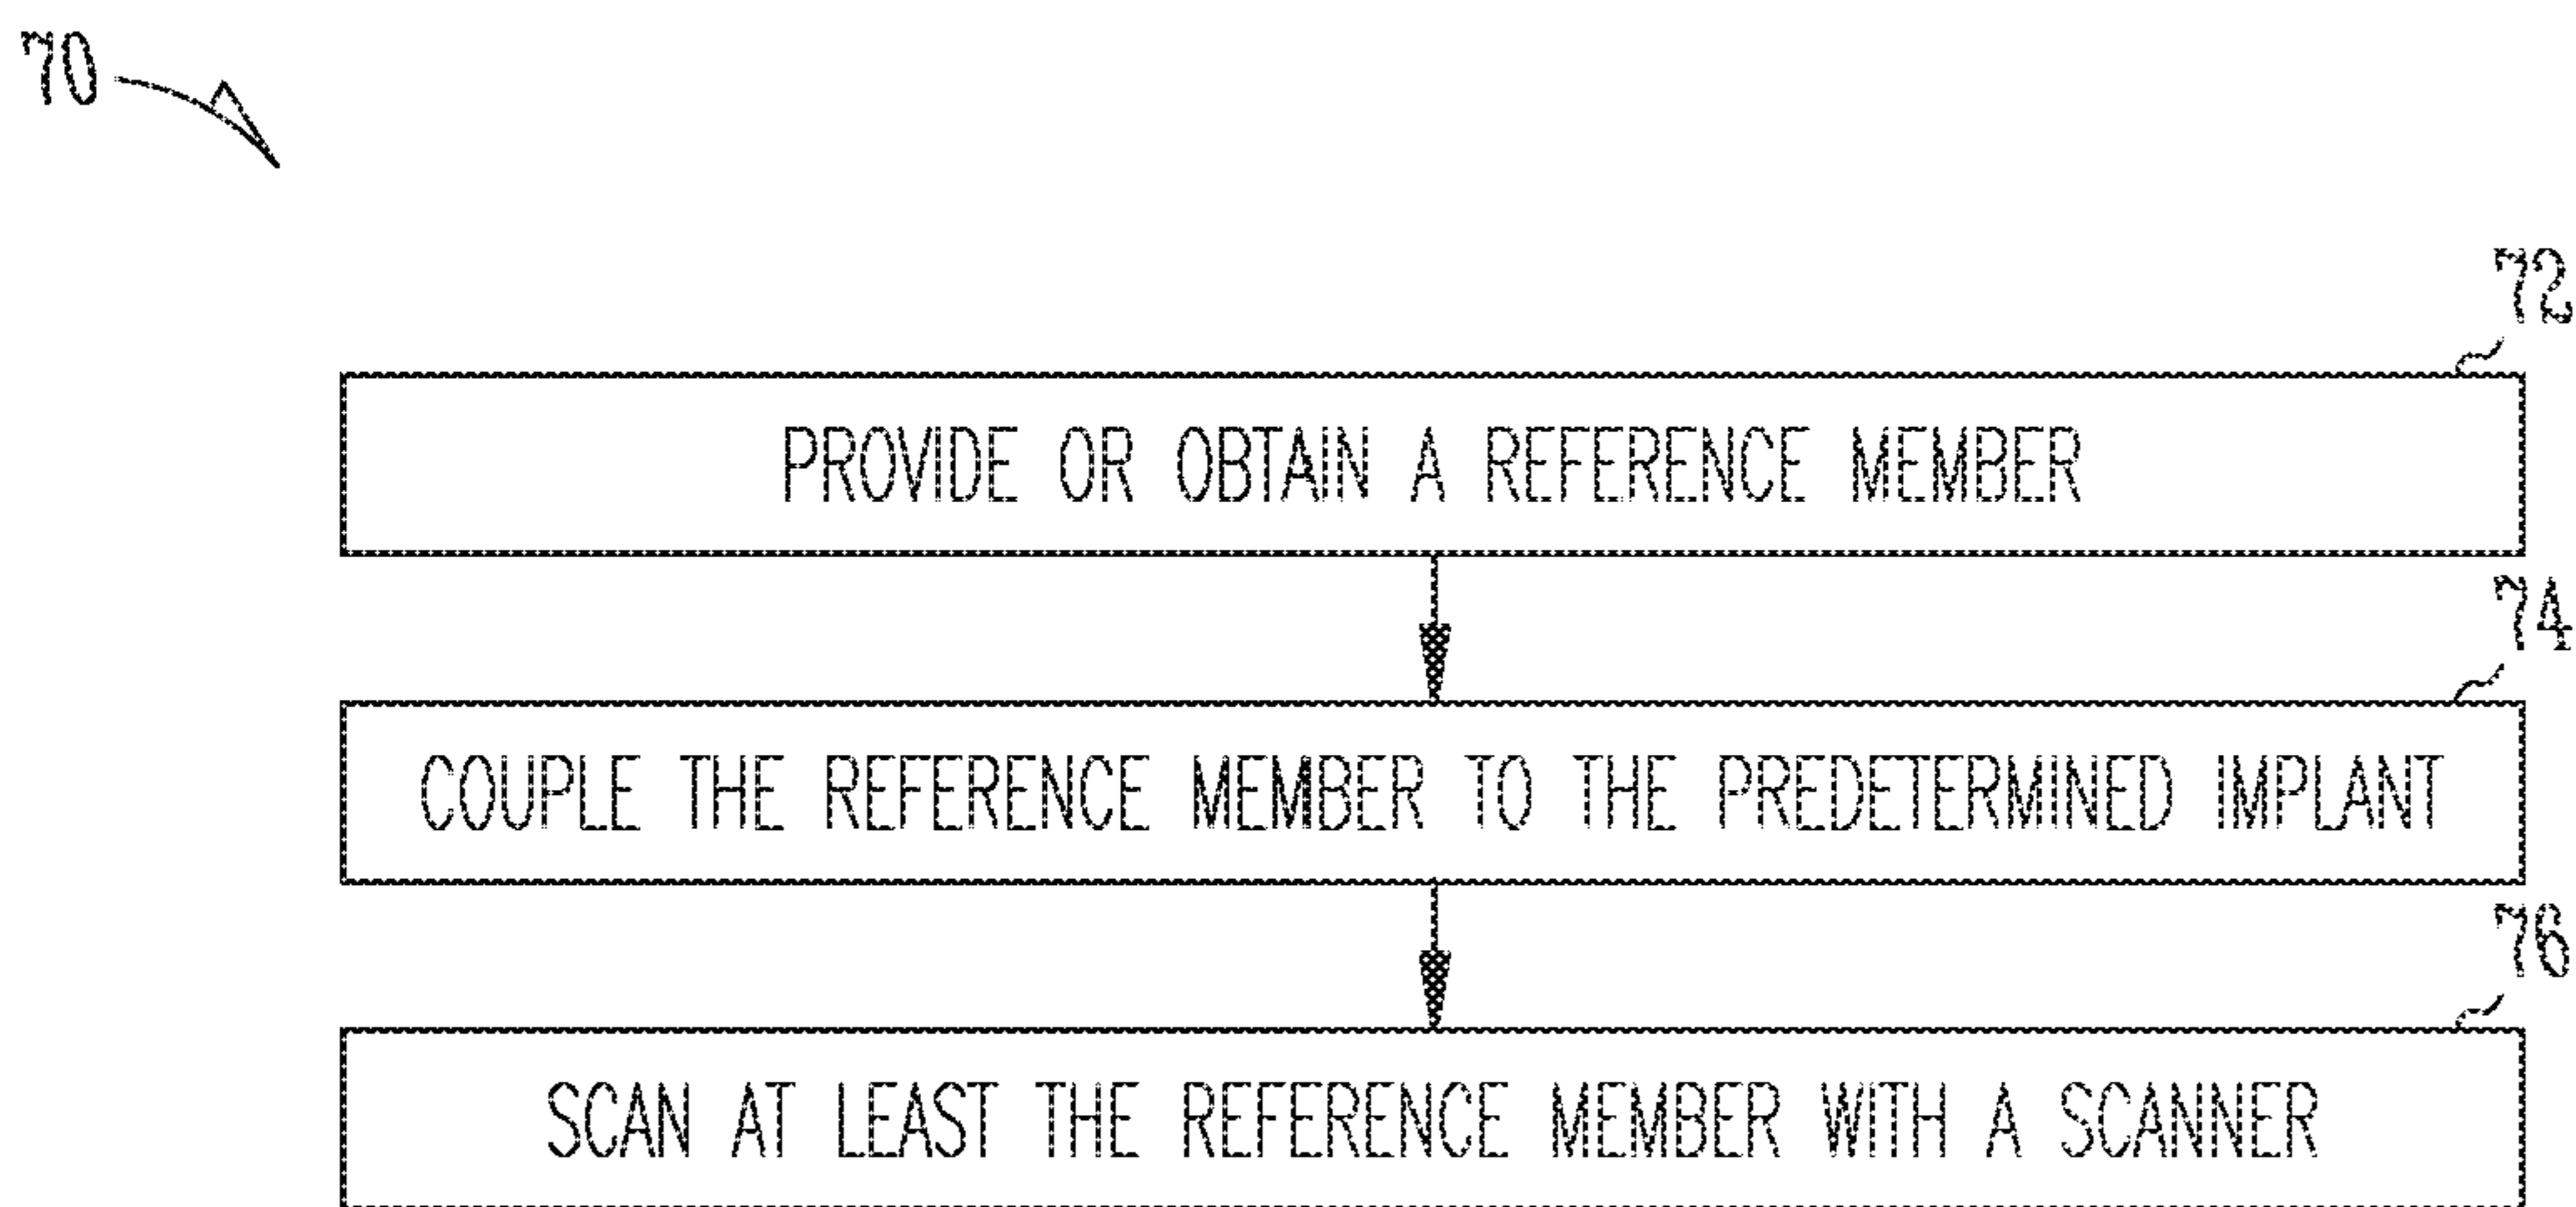 70
72
PROVIDE OR OBTAIN A REFERENCE MEMBER
74
COUPLE THE REFERENCE MEMBER TO THE PREDETERMINED IMPLANT
76
SCAN AT LEAST THE REFERENCE MEMBER WITH A SCANNER